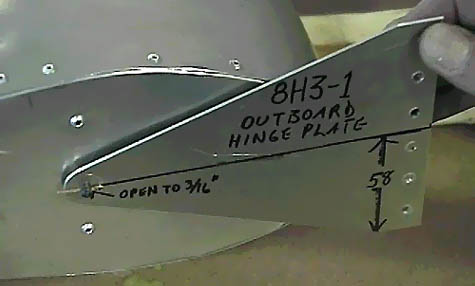 8H3-1
OUTBOARD
HINGE PLATE
OPEN TO 3/16"
58